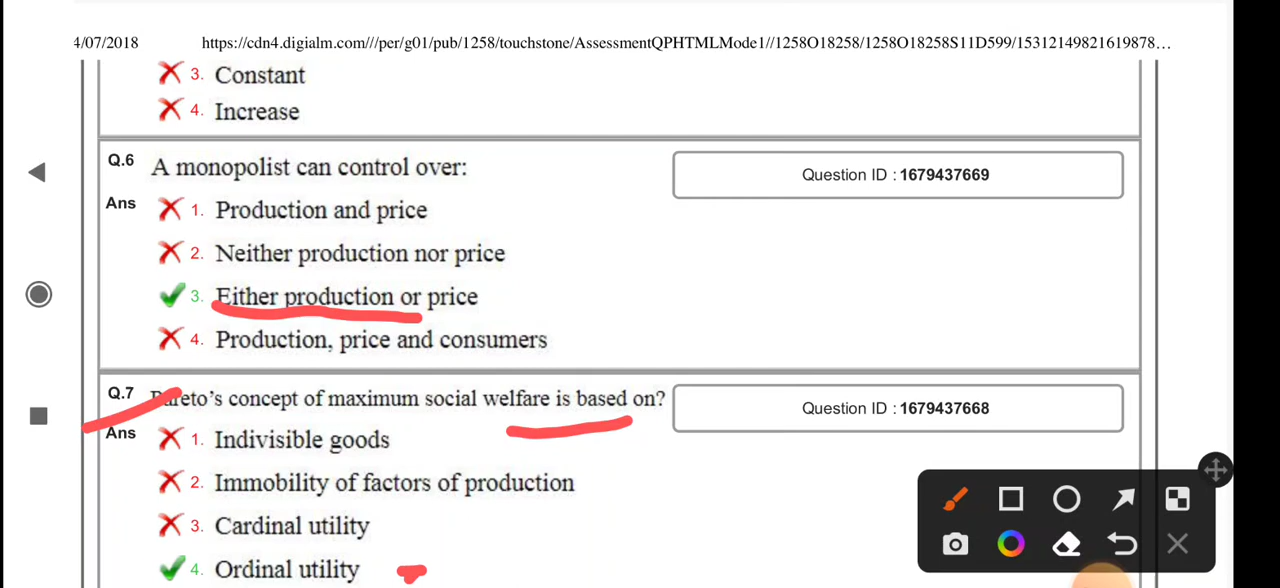 4/07/2018 https://cdn4.digialm.com///per/g01/pub/1258/touchstone/AssessmentQPHTMLMode1//1258O18258/1258O18258S11D599/15312149821619878…
3. Constant
4. Increase
Q.6 A monopolist can control over: Question ID : 1679437669
Ans 1. Production and price
2. Neither production nor price
3. Either production or price
4. Production, price and consumers
Q.7 Pareto's concept of maximum social welfare is based on? Question ID : 1679437668
Ans 1. Indivisible goods
2. Immobility of factors of production
3. Cardinal utility
4. Ordinal utility